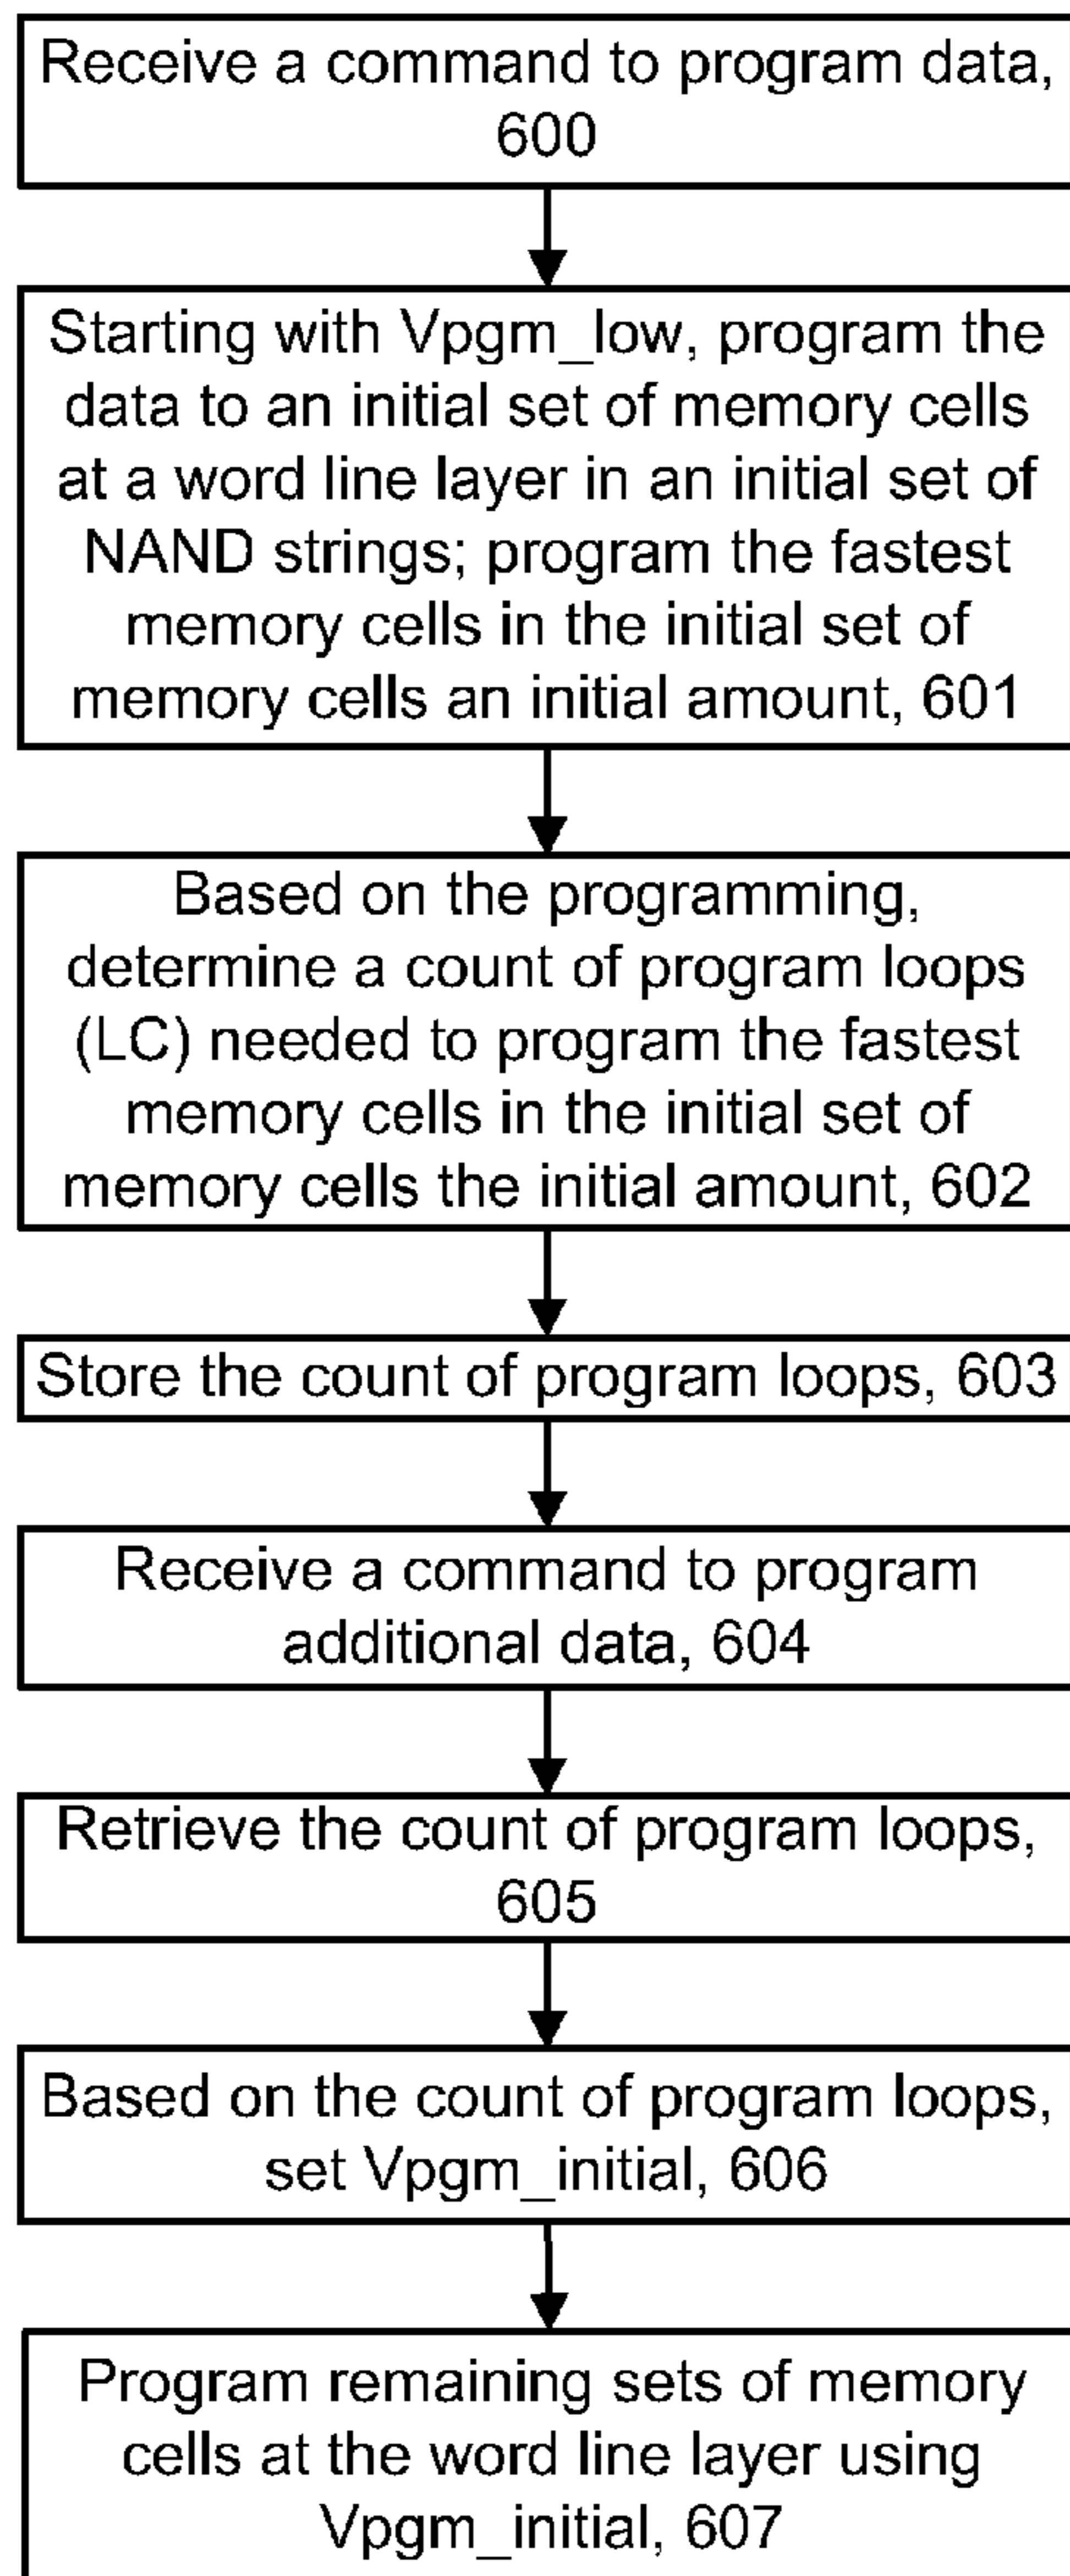 Receive a command to program data,
600
Starting with Vpgm_low, program the
data to an initial set of memory cells
at a word line layer in an initial set of
NAND strings; program the fastest
memory cells in the initial set of
memory cells an initial amount, 601
Based on the programming,
determine a count of program loops
(LC) needed to program the fastest
memory cells in the initial set of
memory cells the initial amount, 602
Store the count of program loops, 603
Receive a command to program
additional data, 604
Retrieve the count of program loops,
605
Based on the count of program loops,
set Vpgm_initial, 606
Program remaining sets of memory
cells at the word line layer using
Vpgm_initial, 607